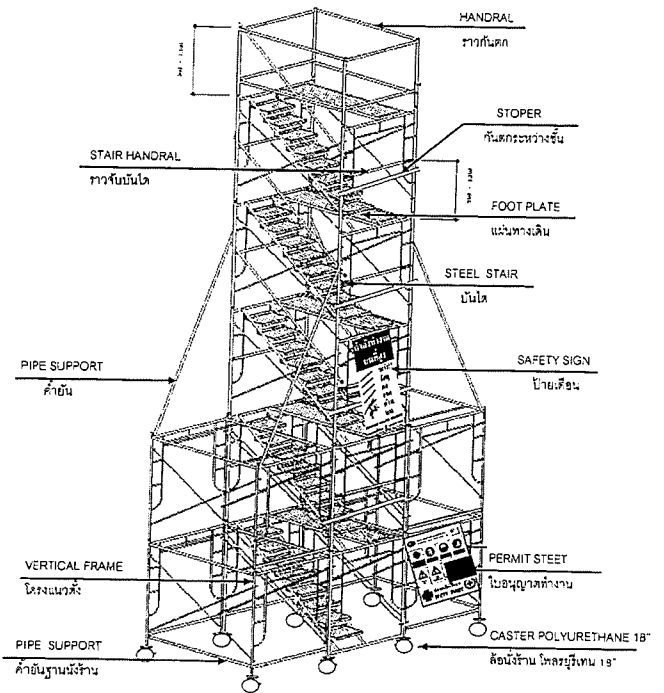 HANDRAL
ราวกันตก
STOPER
กันตกระหว่างชั้น
STAIR HANDRAL
ราวจับบันได
FOOT PLATE
แผ่นทางเดิน
STEEL STAIR
บันได
PIPE SUPPORT
ค้ำยัน
SAFETY SIGN
ป้ายเตือน
VERTICAL FRAME
โครงแนวตั้ง
PERMIT STEET
ใบอนุญาตทำงาน
PIPE SUPPORT
ค้ำยันฐานนั่งร้าน
CASTER POLYURETHANE 18"
ล้อนั่งร้าน โพลรยูรีเทน 18"